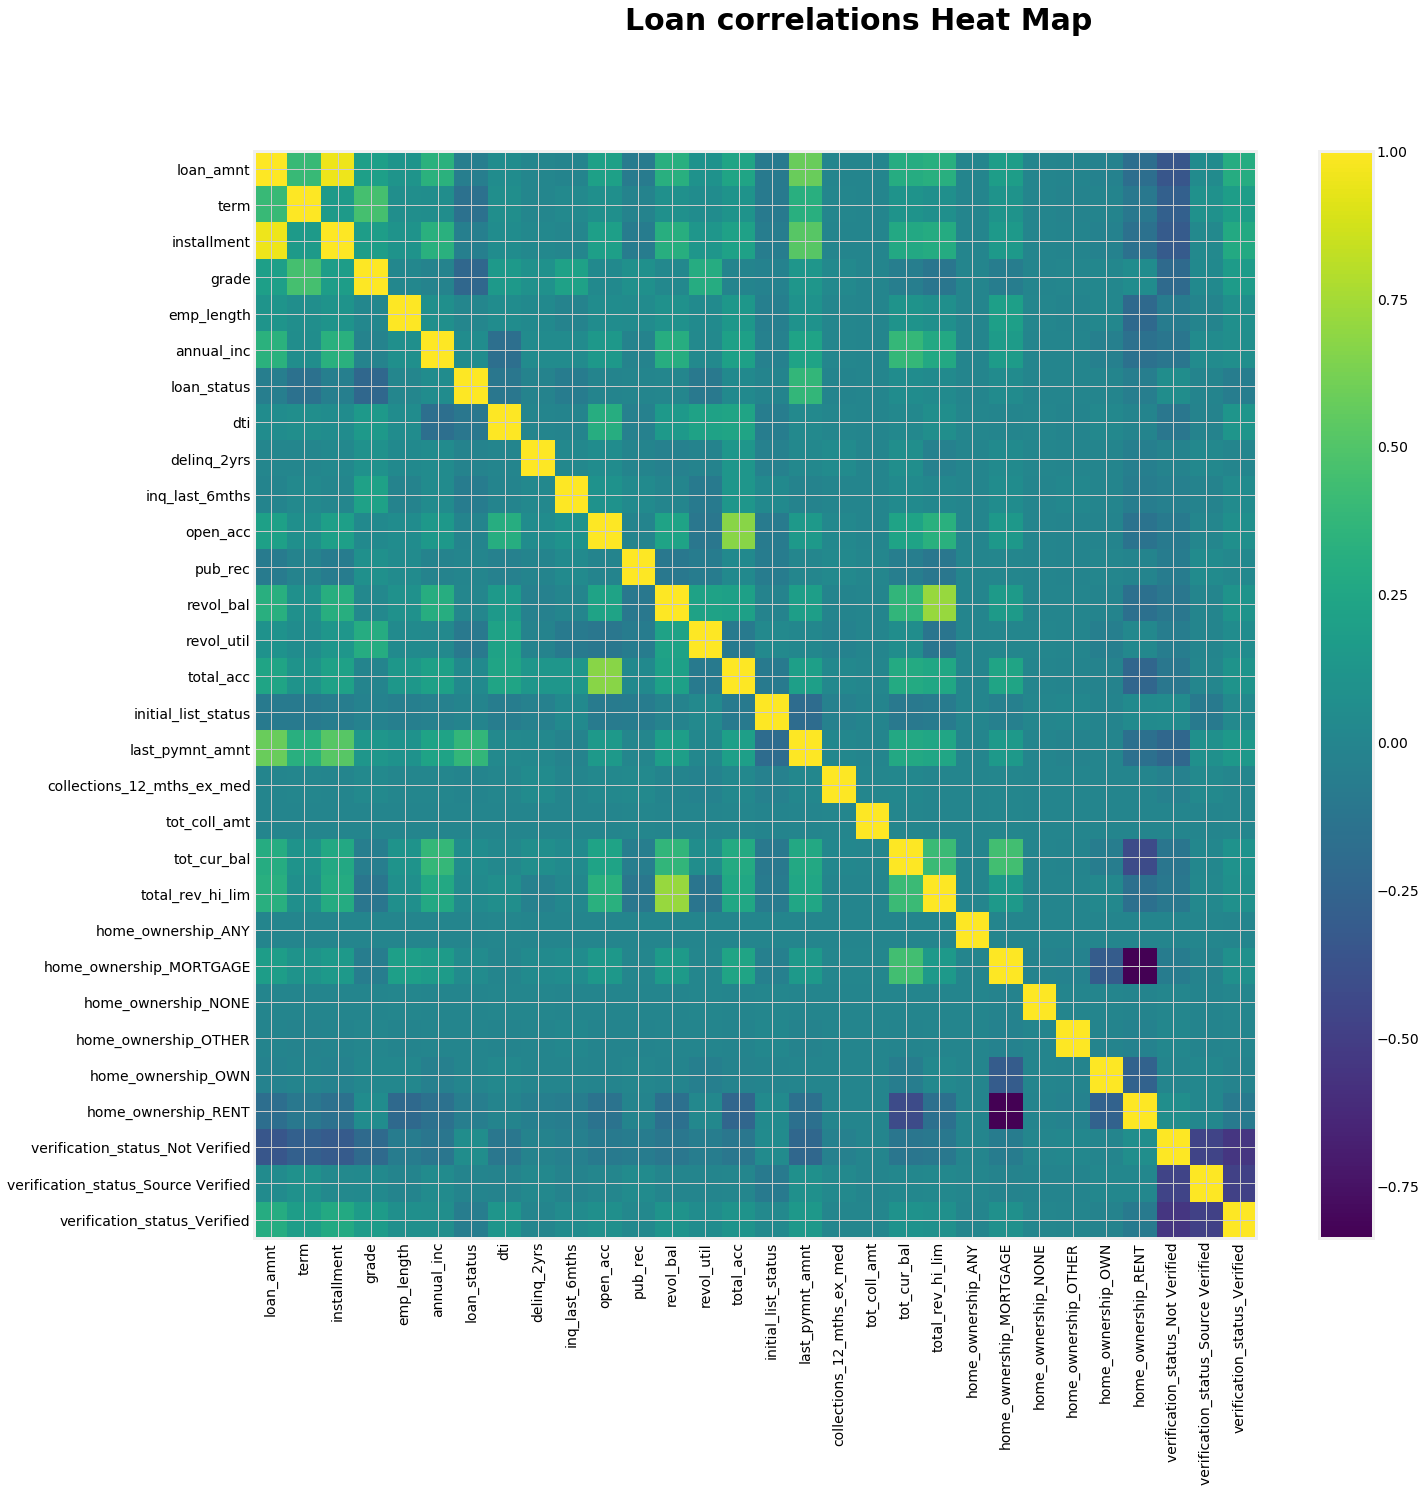 Loan correlations Heat Map
loan_amnt
term
installment
grade
emp_length
annual_inc
loan_status
dti
delinq_2yrs
inq_last_6mths
open_acc
pub_rec
revol_bal
revol_util
total_acc
initial_list_status
last_pymnt_amnt
collections_12_mths_ex_med
tot_coll_amt
tot_cur_bal
total_rev_hi_lim
home_ownership_ANY
home_ownership_MORTGAGE
home_ownership_NONE
home_ownership_OTHER
home_ownership_OWN
home_ownership_RENT
verification_status_Not Verified
verification_status_Source Verified
verification_status_Verified
loan_amnt
term
installment
grade
emp_length
annual_inc
loan_status
dti
delinq_2yrs
inq_last_6mths
open_acc
pub_rec
revol_bal
revol_util
total_acc
initial_list_status
last_pymnt_amnt
collections_12_mths_ex_med
tot_coll_amt
tot_cur_bal
total_rev_hi_lim
home_ownership_ANY
home_ownership_MORTGAGE
home_ownership_NONE
home_ownership_OTHER
home_ownership_OWN
home_ownership_RENT
verification_status_Not Verified
verification_status_Source Verified
verification_status_Verified
1.00
0.75
0.50
0.25
0.00
−0.25
−0.50
−0.75